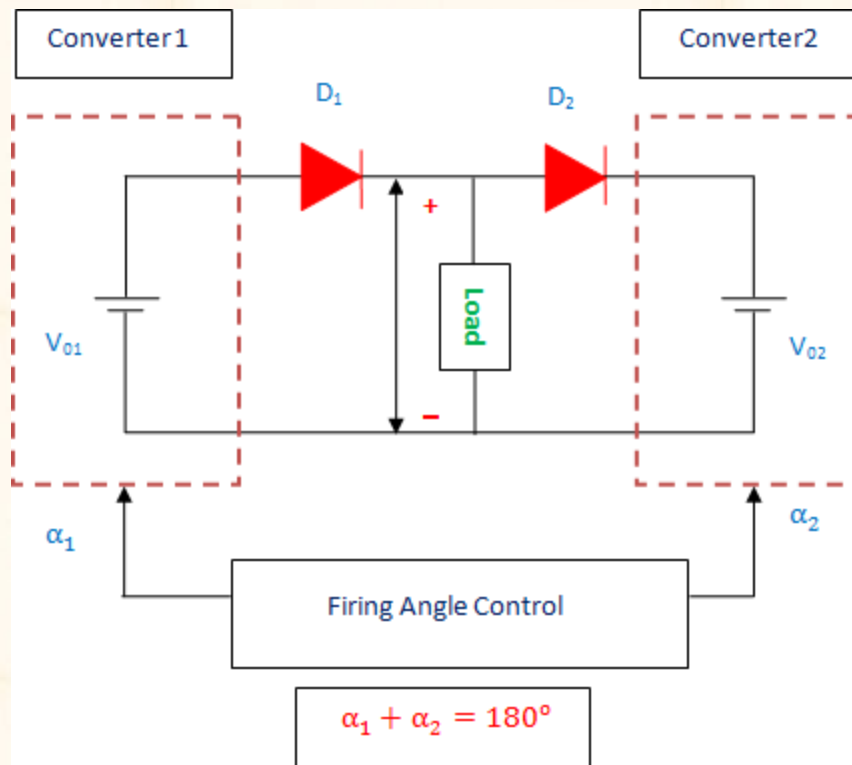 Converter1
Converter2
D₁
D₂
+
Load
V₀₁
V₀₂
−
α₁
α₂
Firing Angle Control
α₁ + α₂ = 180°